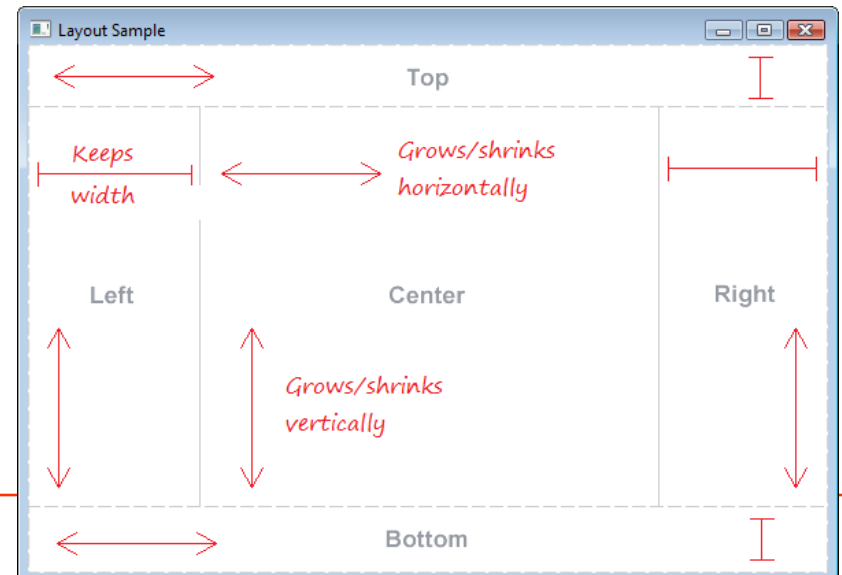 Layout Sample
Top
Keeps
width
Grows/shrinks
horizontally
Left
Center
Right
Grows/shrinks
vertically
Bottom